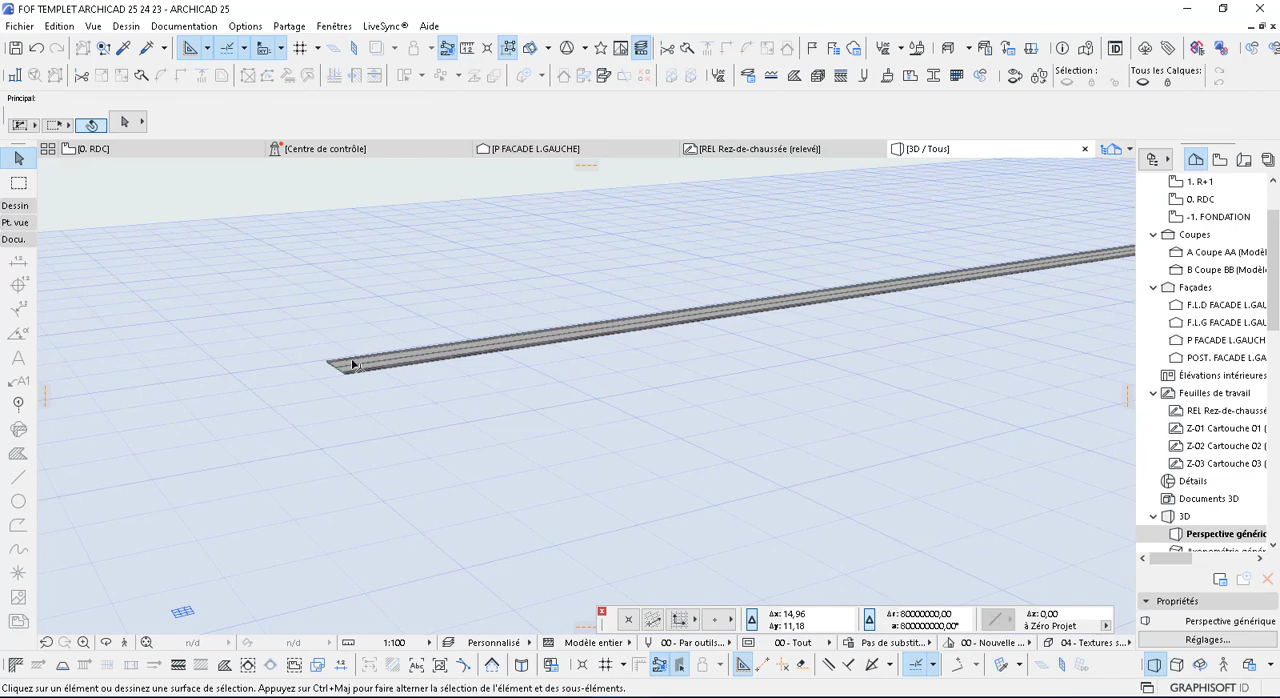 FOF TEMPLET ARCHICAD 25 24 23 - ARCHICAD 25
Fichier Edition Vue Dessin Documentation Options Partage Fenêtres LiveSync® Aide
Sélection : Tous les Calques:
Principal:
[0. RDC] [Centre de contrôle] [P FACADE L.GAUCHE] [REL Rez-de-chaussée (relevé)] [3D / Tous]
Dessin
Pt. vue
Docu.
1. R+1
0. RDC
-1. FONDATION
Coupes
A Coupe AA (Modèl
B Coupe BB (Modèl
Façades
F.L.D FACADE L.GAU
F.L.G FACADE L.GAU
P FACADE L.GAUCH
POST. FACADE L.GA
Élévations intérieures
Feuilles de travail
REL Rez-de-chaussé
Z-01 Cartouche 01 (
Z-02 Cartouche 02 (
Z-03 Cartouche 03 (
Détails
Documents 3D
3D
Perspective génériq
Axonométrie généri
Propriétés
Perspective générique
Réglages...
Δx: 14,96
Δy: 11,18
Δr: 80000000,00
a: 800000000,00°
Δz: 0,00
à Zéro Projet
n/d n/d 1:100 Personnalisé Modèle entier 00 - Par outils... 00 - Tout Pas de substit... 00 - Nouvelle ... 04 - Textures s...
Cliquez sur un élément ou dessinez une surface de sélection. Appuyez sur Ctrl+Maj pour faire alterner la sélection de l'élément et des sous-éléments.
GRAPHISOFT ID